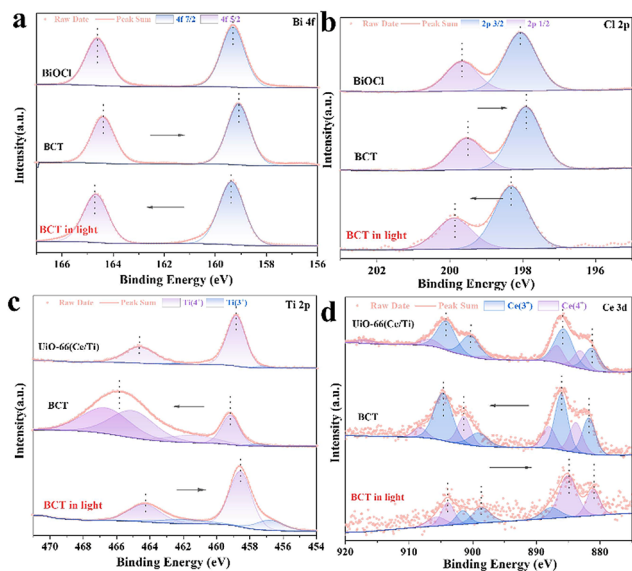 a
Raw Date Peak Sum 4f 7/2 4f 5/2
Bi 4f
BiOCl
BCT
BCT in light
Intensity(a.u.)
166 164 162 160 158 156
Binding Energy (eV)
b
Raw Date Peak Sum 2p 3/2 2p 1/2
Cl 2p
BiOCl
BCT
BCT in light
Intensity(a.u.)
202 200 198 196
Binding Energy (eV)
c
Raw Date Peak Sum Ti(4+) Ti(3+)
Ti 2p
UiO-66(Ce/Ti)
BCT
BCT in light
Intensity (a.u.)
470 468 466 464 462 460 458 456 454
Binding Energy (eV)
d
Raw Date Peak Sum Ce(3+) Ce(4+)
Ce 3d
UiO-66(Ce/Ti)
BCT
BCT in light
Intensity (a.u.)
920 910 900 890 880
Binding Energy (eV)